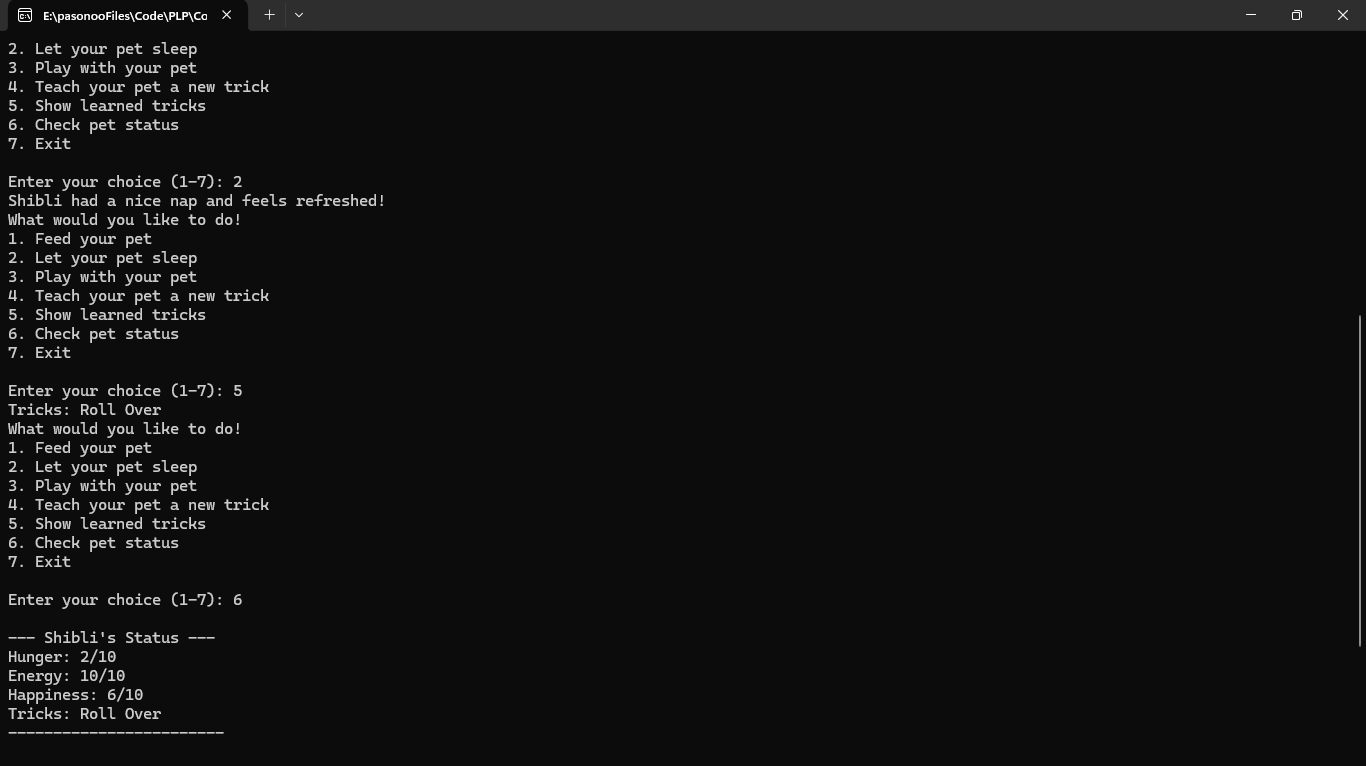 E:\pasonooFiles\Code\PLP\Co
2. Let your pet sleep
3. Play with your pet
4. Teach your pet a new trick
5. Show learned tricks
6. Check pet status
7. Exit
Enter your choice (1-7): 2
Shibli had a nice nap and feels refreshed!
What would you like to do!
1. Feed your pet
2. Let your pet sleep
3. Play with your pet
4. Teach your pet a new trick
5. Show learned tricks
6. Check pet status
7. Exit
Enter your choice (1-7): 5
Tricks: Roll Over
What would you like to do!
1. Feed your pet
2. Let your pet sleep
3. Play with your pet
4. Teach your pet a new trick
5. Show learned tricks
6. Check pet status
7. Exit
Enter your choice (1-7): 6
--- Shibli's Status ---
Hunger: 2/10
Energy: 10/10
Happiness: 6/10
Tricks: Roll Over
------------------------